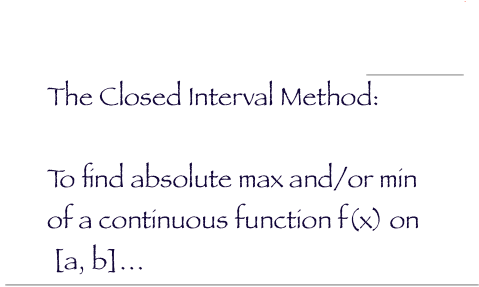 The Closed Interval Method:
To find absolute max and/or min
of a continuous function f(x) on
[a, b]...